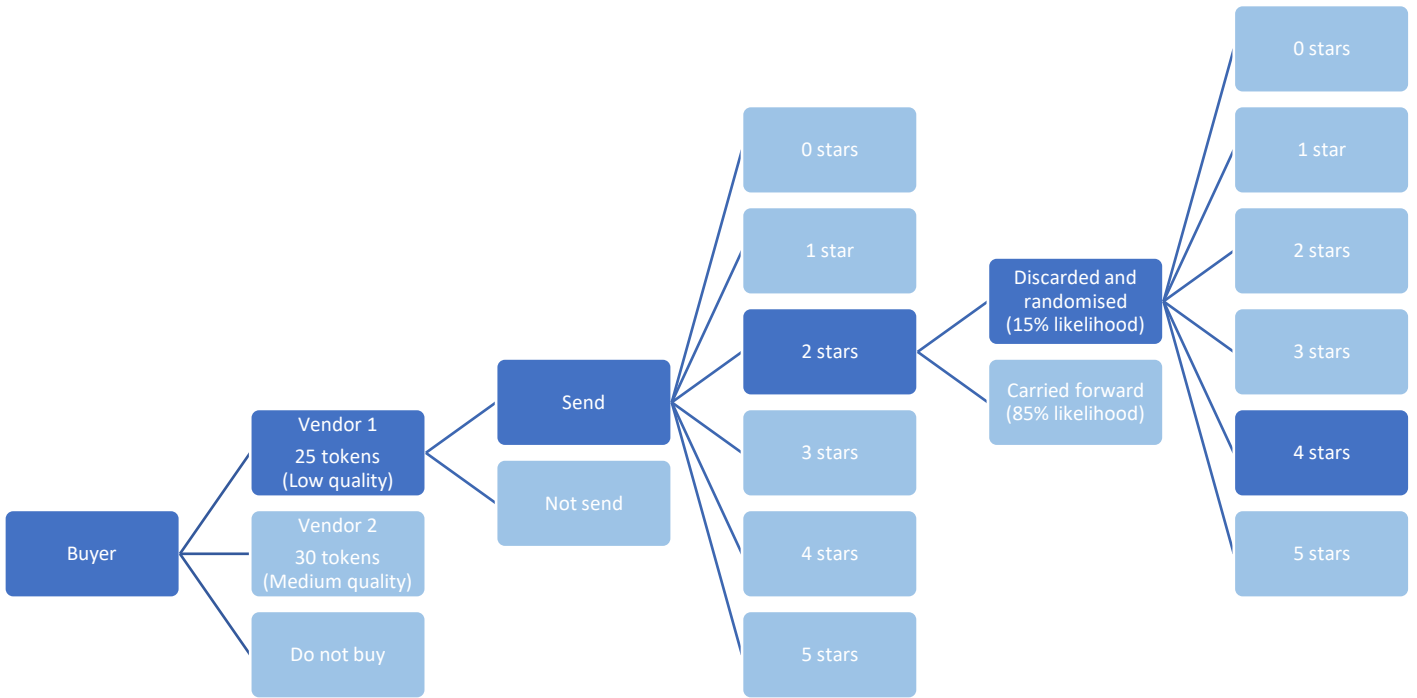 Buyer
Vendor 1
25 tokens
(Low quality)
Vendor 2
30 tokens
(Medium quality)
Do not buy
Send
Not send
0 stars
1 star
2 stars
3 stars
4 stars
5 stars
Discarded and
randomised
(15% likelihood)
Carried forward
(85% likelihood)
0 stars
1 star
2 stars
3 stars
4 stars
5 stars